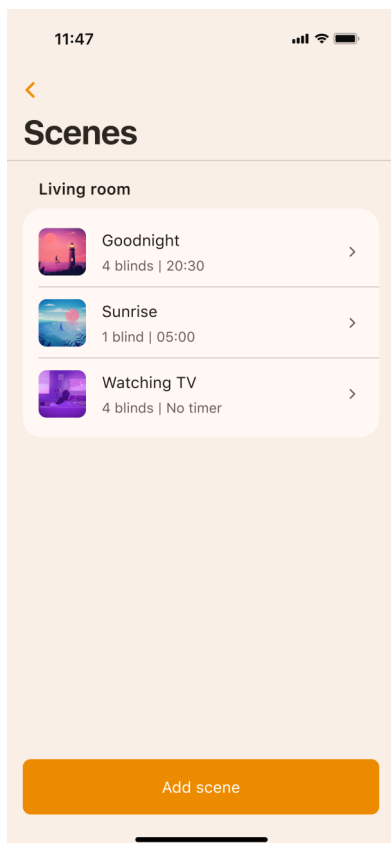 11:47
Scenes
Living room
Goodnight
4 blinds | 20:30
Sunrise
1 blind | 05:00
Watching TV
4 blinds | No timer
Add scene